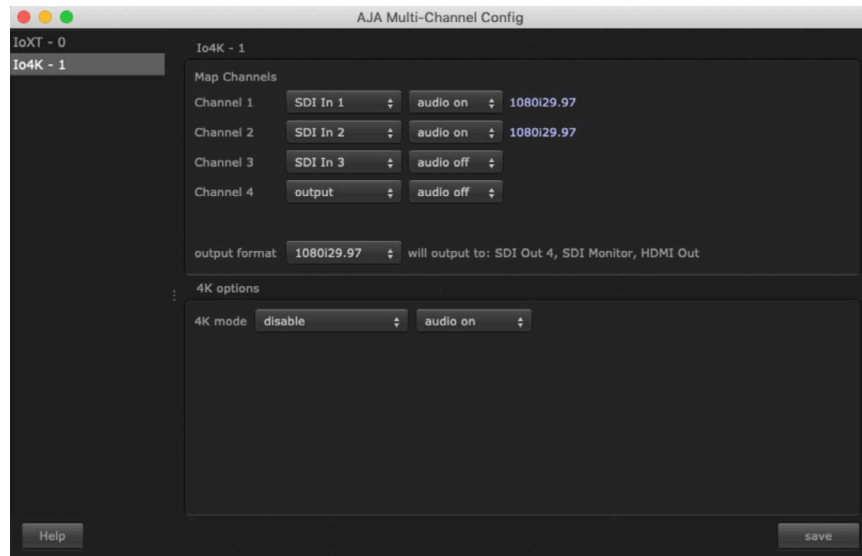 AJA Multi-Channel Config
IoXT - 0
Io4K - 1
Io4K - 1
Map Channels
Channel 1 SDI In 1 audio on 1080i29.97
Channel 2 SDI In 2 audio on 1080i29.97
Channel 3 SDI In 3 audio off
Channel 4 output audio off
output format 1080i29.97 will output to: SDI Out 4, SDI Monitor, HDMI Out
4K options
4K mode disable audio on
Help save